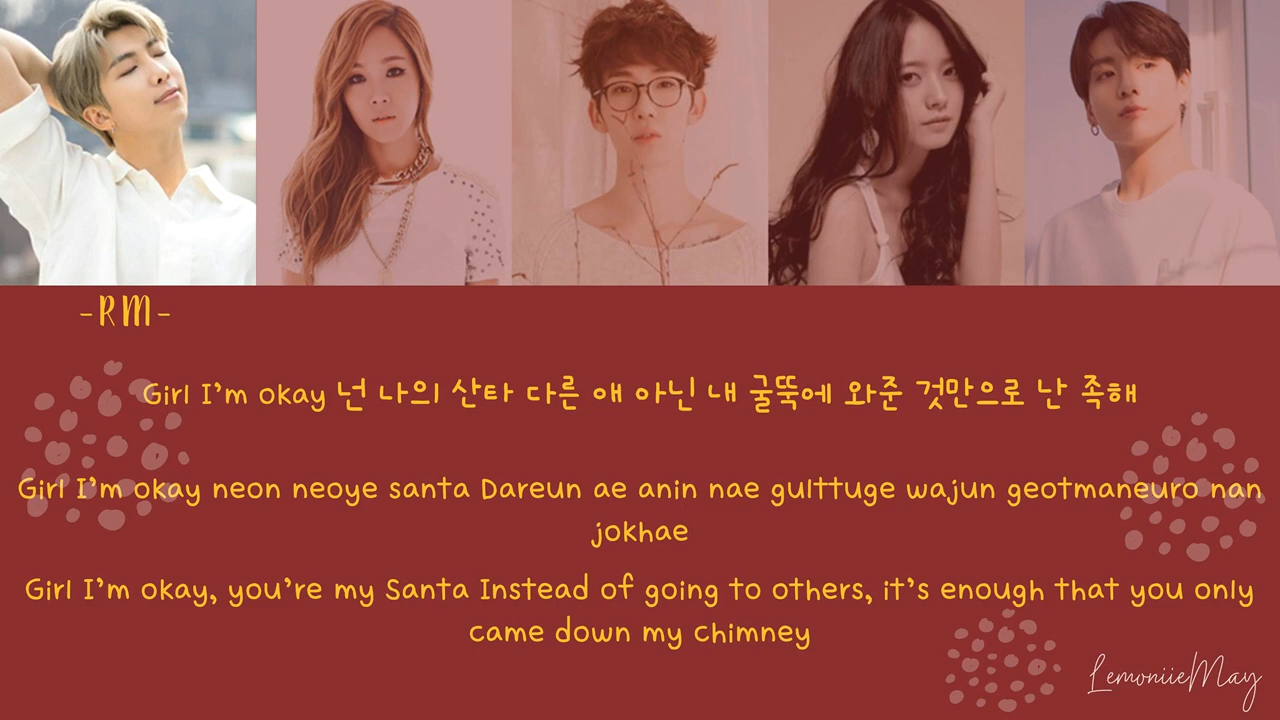 -RM-
Girl I'm okay 넌 나의 산타 다른 애 아닌 내 굴뚝에 와준 것만으로 난 족해
Girl I'm okay neon neoye santa Dareun ae anin nae gulttuge wajun geotmaneuro nan
jokhae
Girl I'm okay, you're my Santa Instead of going to others, it's enough that you only
came down my chimney
LemoniieMay